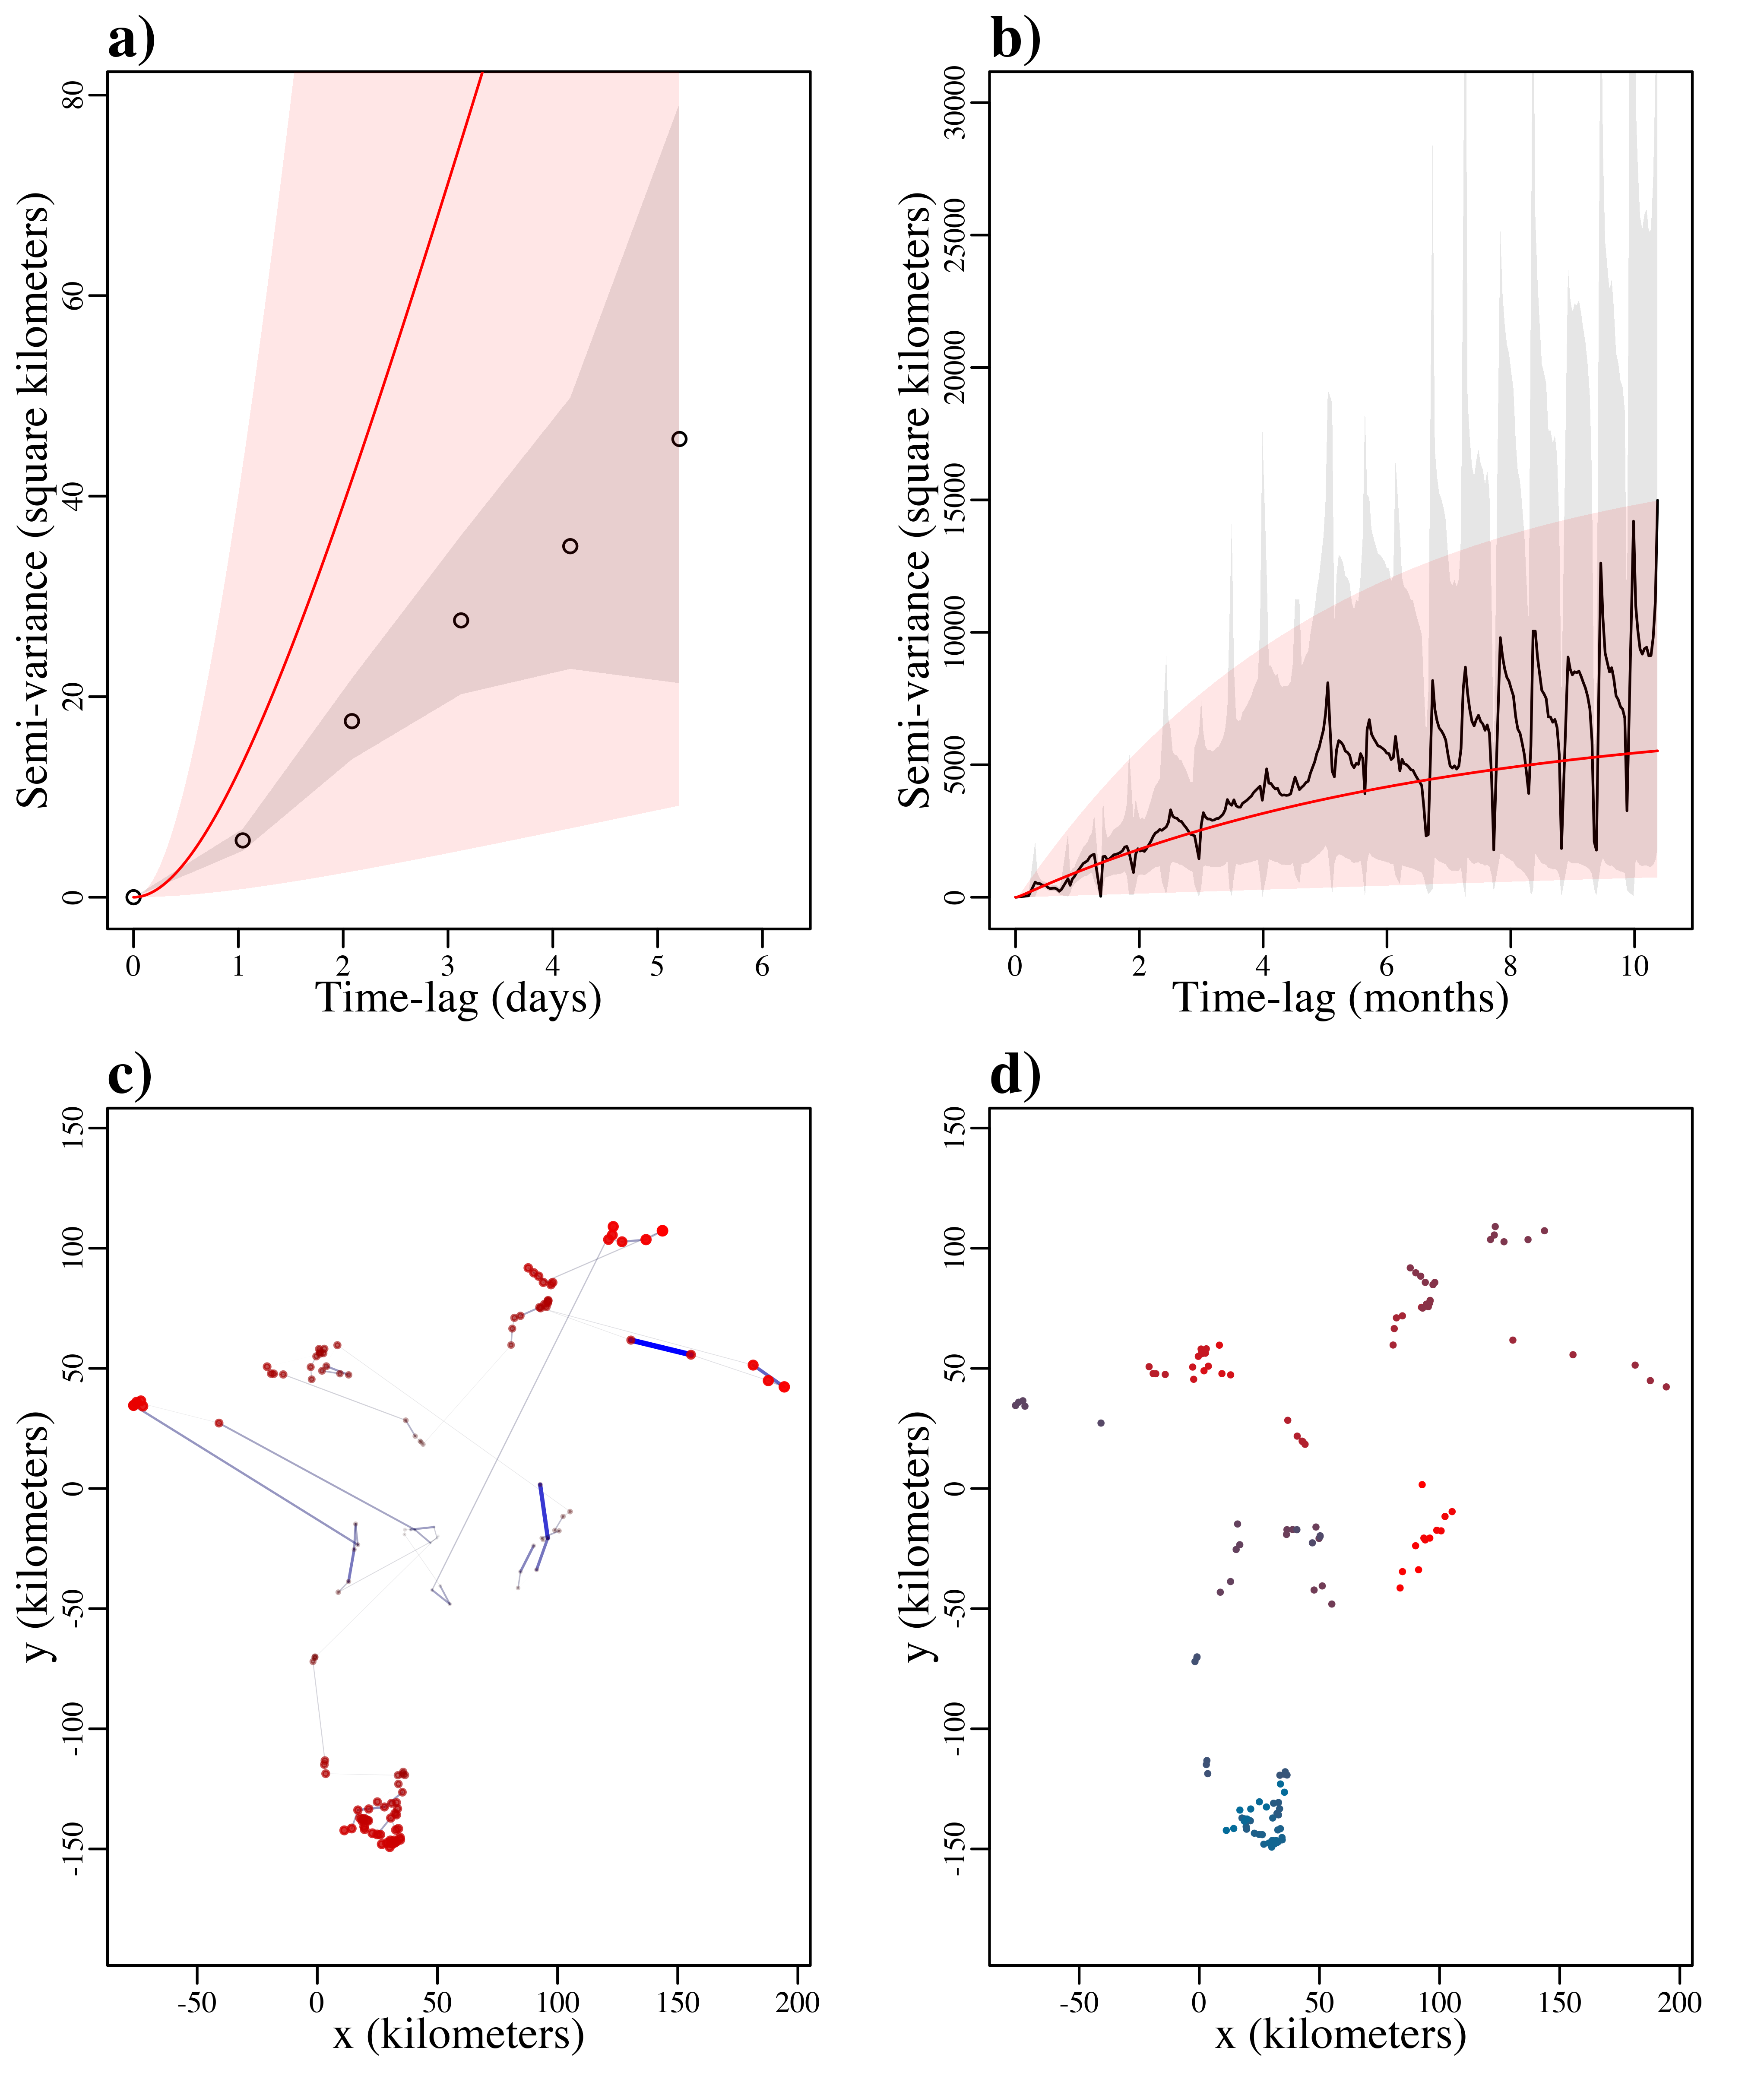 a)
80
60
40
20
0
Semi-variance (square kilometers)
0 1 2 3 4 5 6
Time-lag (days)
b)
30000
25000
20000
15000
10000
5000
0
Semi-variance (square kilometers)
0 2 4 6 8 10
Time-lag (months)
c)
150
100
50
0
-50
-100
-150
y (kilometers)
-50 0 50 100 150 200
x (kilometers)
d)
150
100
50
0
-50
-100
-150
y (kilometers)
-50 0 50 100 150 200
x (kilometers)